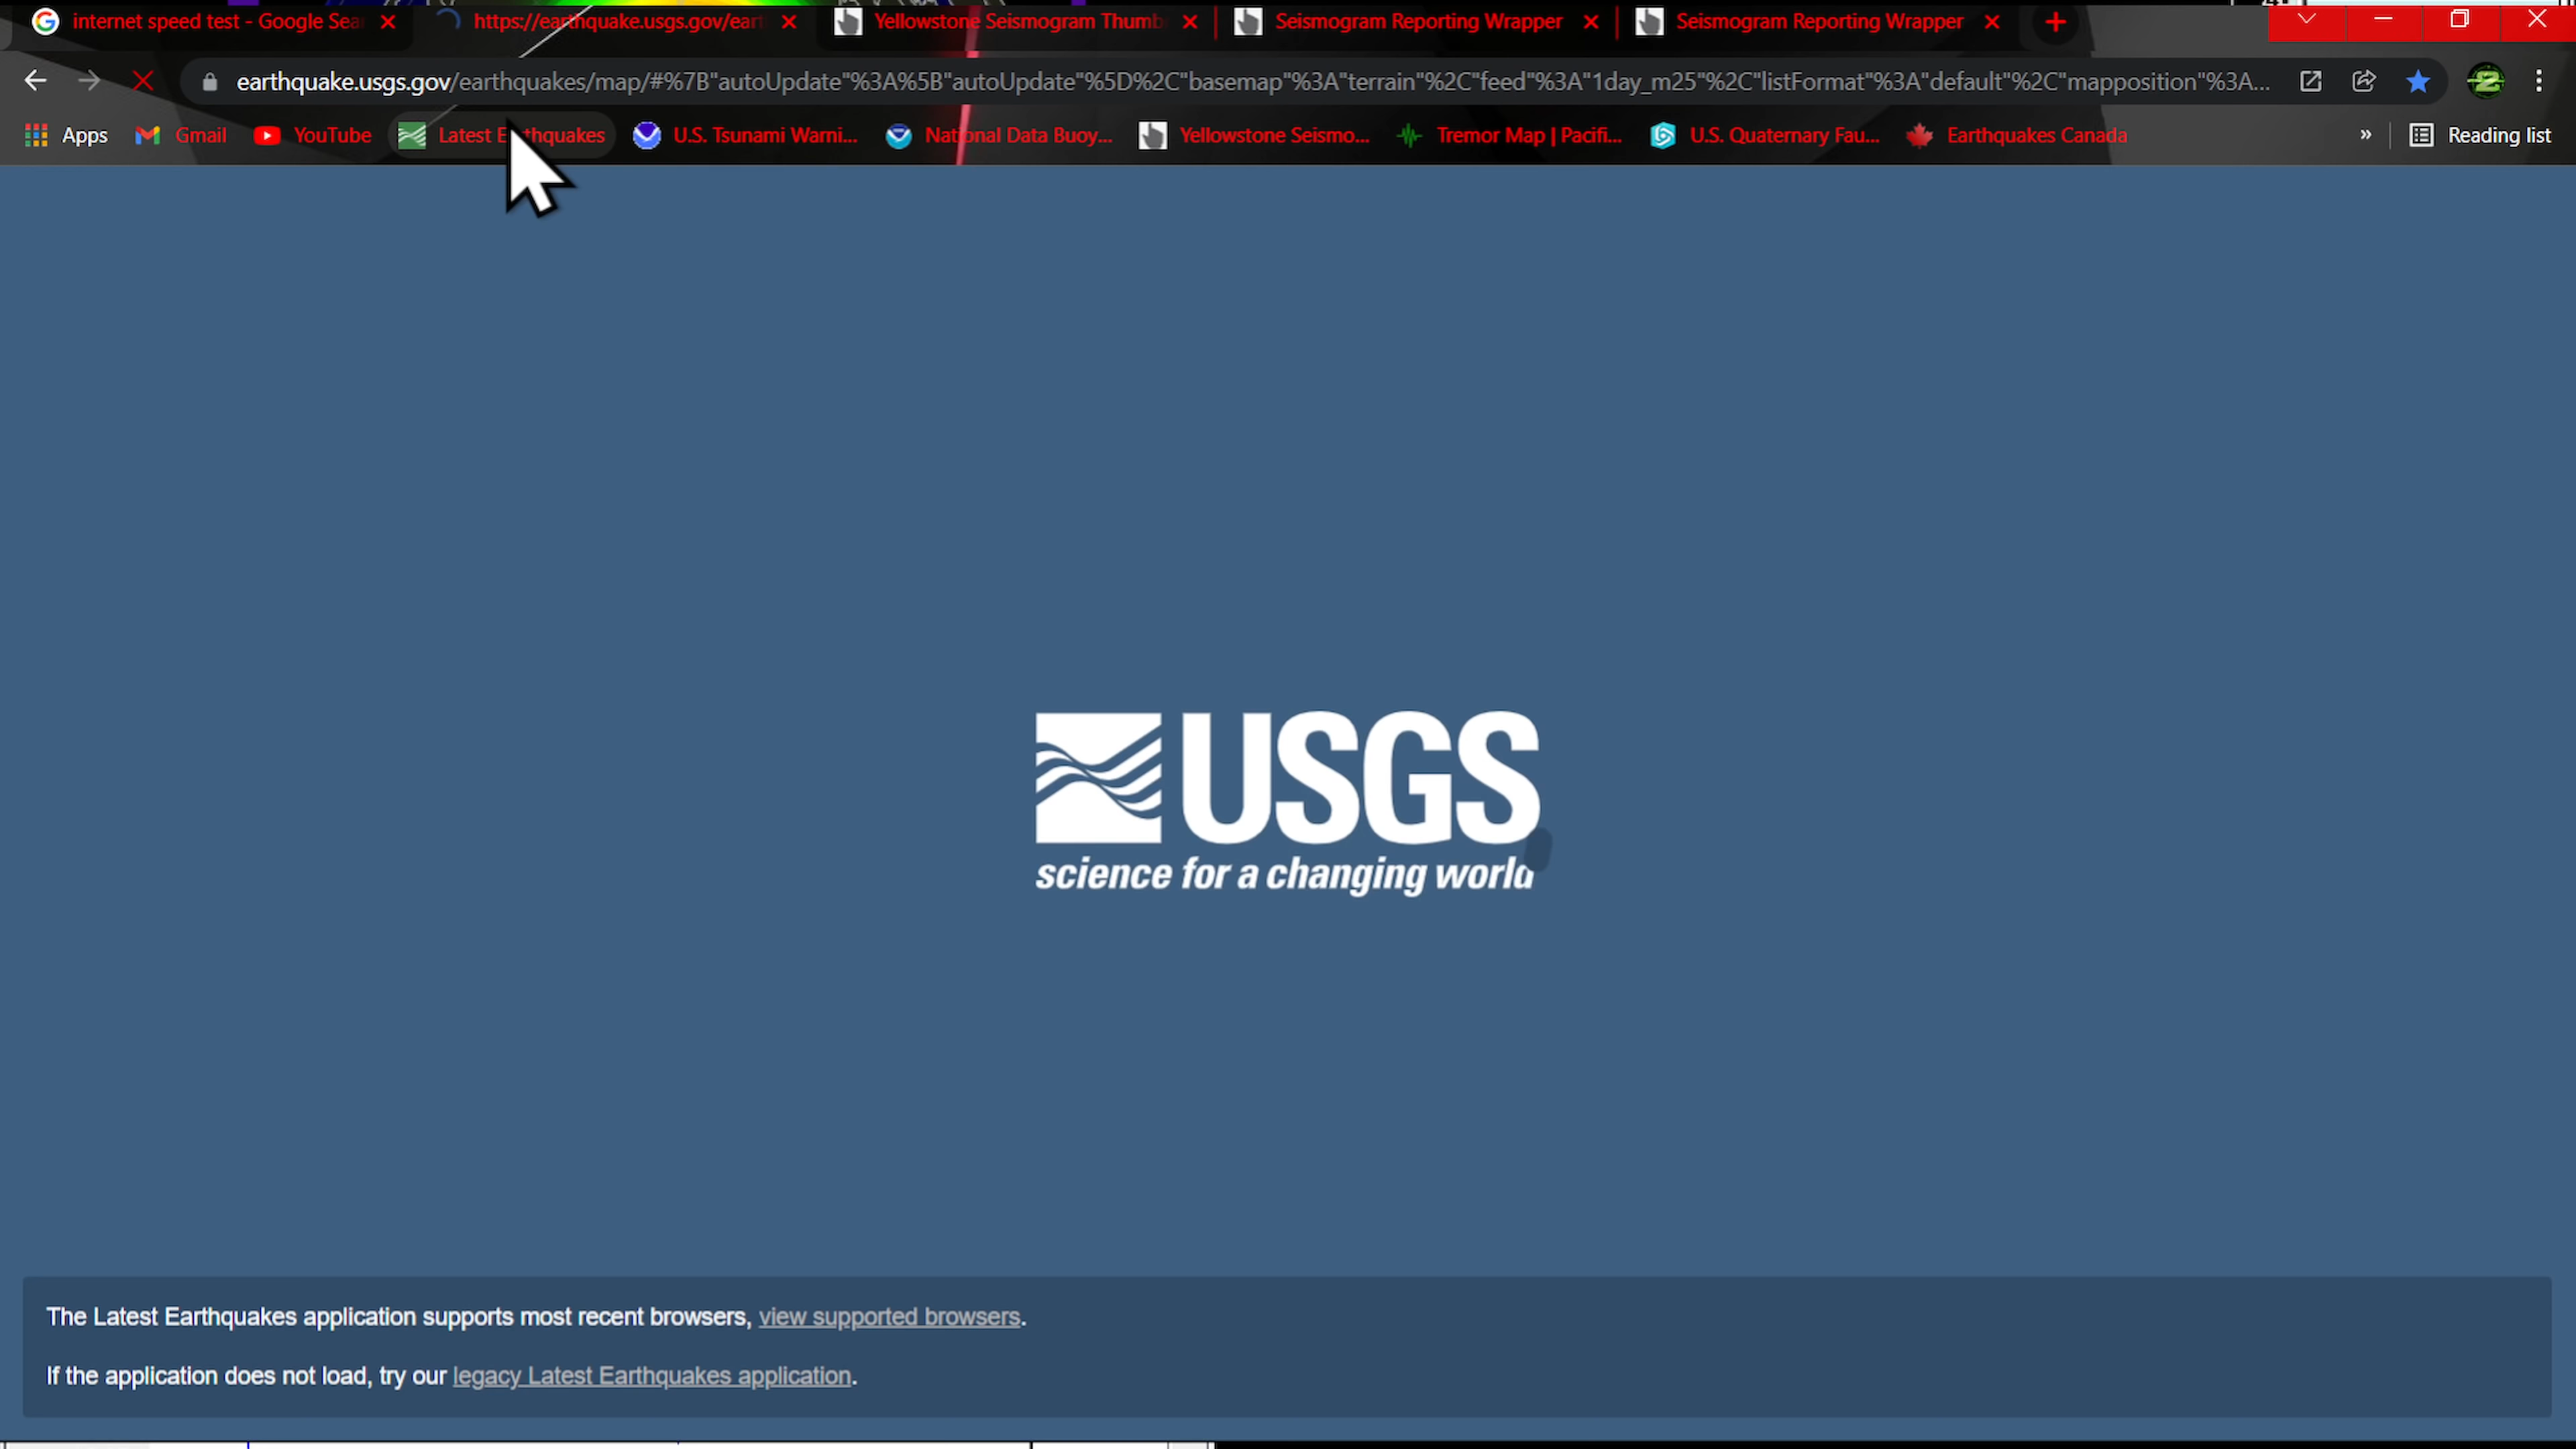 internet speed test - Google Sear
https://earthquake.usgs.gov/eart
Yellowstone Seismogram Thumb
Seismogram Reporting Wrapper
Seismogram Reporting Wrapper
earthquake.usgs.gov/earthquakes/map/#%7B"autoUpdate"%3A%5B"autoUpdate"%5D%2C"basemap"%3A"terrain"%2C"feed"%3A"1day_m25"%2C"listFormat"%3A"default"%2C"mapposition"%3A...
Apps Gmail YouTube Latest Earthquakes U.S. Tsunami Warni... National Data Buoy... Yellowstone Seismo... Tremor Map | Pacifi... U.S. Quaternary Fau... Earthquakes Canada » Reading list
USGS
science for a changing world
The Latest Earthquakes application supports most recent browsers, view supported browsers.
If the application does not load, try our legacy Latest Earthquakes application.